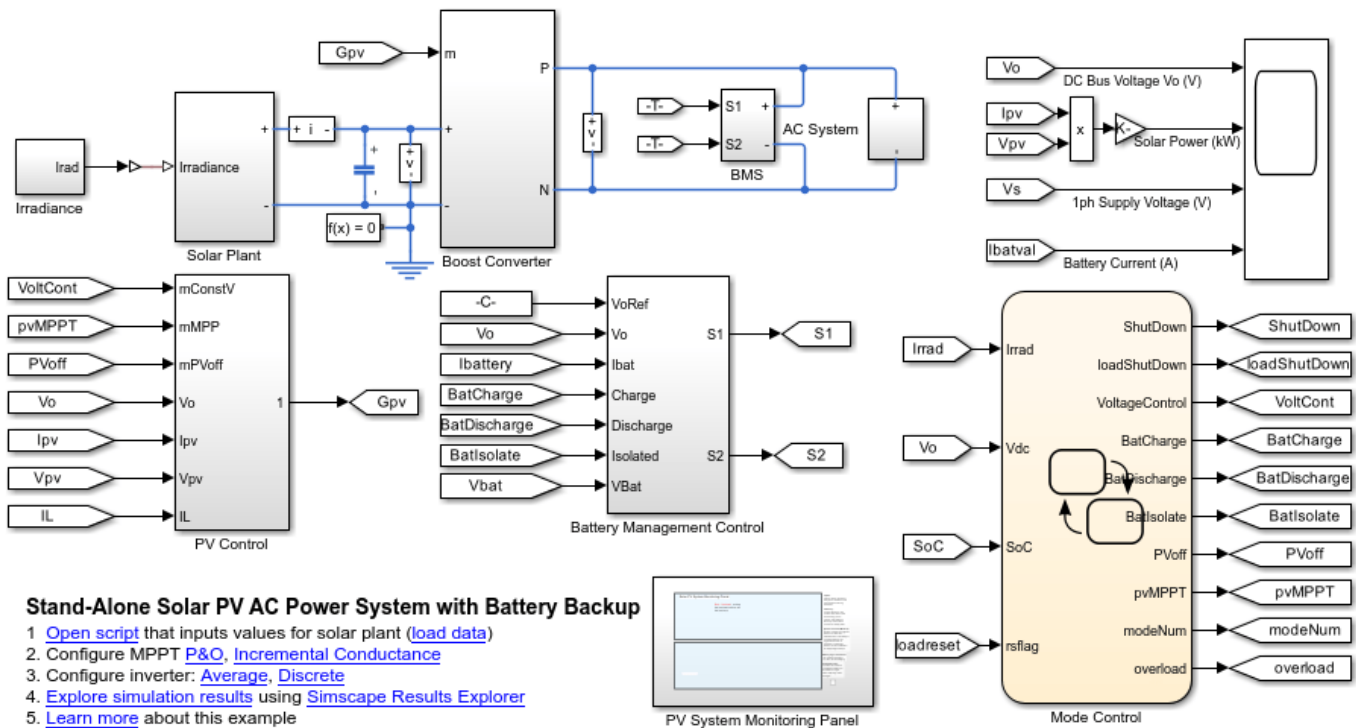 Irad
Irradiance
Irradiance
+
-
Solar Plant
+ i -
+
'
+
v
-
f(x) = 0
Gpv
m
+
-
P
N
Boost Converter
+
v
-
-T-
-T-
S1
S2
+
-
BMS
AC System
+
-
Vo
DC Bus Voltage Vo (V)
Ipv
Vpv
x
K-
Solar Power (kW)
Vs
1ph Supply Voltage (V)
Ibatval
Battery Current (A)
VoltCont
pvMPPT
PVoff
Vo
Ipv
Vpv
IL
mConstV
mMPP
mPVoff
Vo
Ipv
Vpv
IL
1
Gpv
PV Control
-C-
Vo
Ibattery
BatCharge
BatDischarge
BatIsolate
Vbat
VoRef
Vo
Ibat
Charge
Discharge
Isolated
VBat
S1
S2
S1
S2
Battery Management Control
Irrad
Vo
SoC
loadreset
Irrad
Vdc
SoC
rsflag
ShutDown
loadShutDown
VoltageControl
BatCharge
BatDischarge
BatIsolate
PVoff
pvMPPT
modeNum
overload
ShutDown
loadShutDown
VoltCont
BatCharge
BatDischarge
BatIsolate
PVoff
pvMPPT
modeNum
overload
Mode Control
Stand-Alone Solar PV AC Power System with Battery Backup
1 Open script that inputs values for solar plant (load data)
2. Configure MPPT P&O, Incremental Conductance
3. Configure inverter: Average, Discrete
4. Explore simulation results using Simscape Results Explorer
5. Learn more about this example
PV System Monitoring Panel